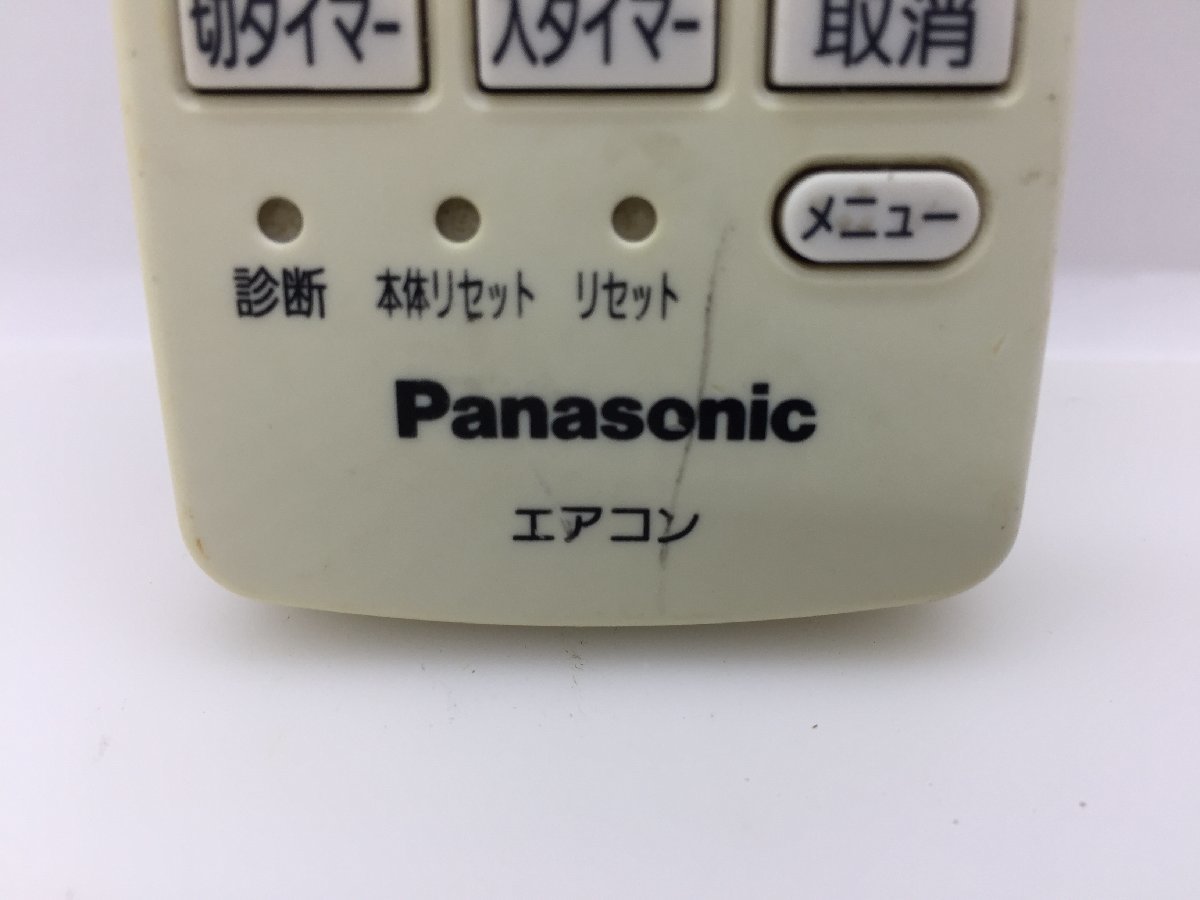 切タイマー 入タイマー 取消
メニュー
診断 本体リセット リセット
Panasonic
エアコン